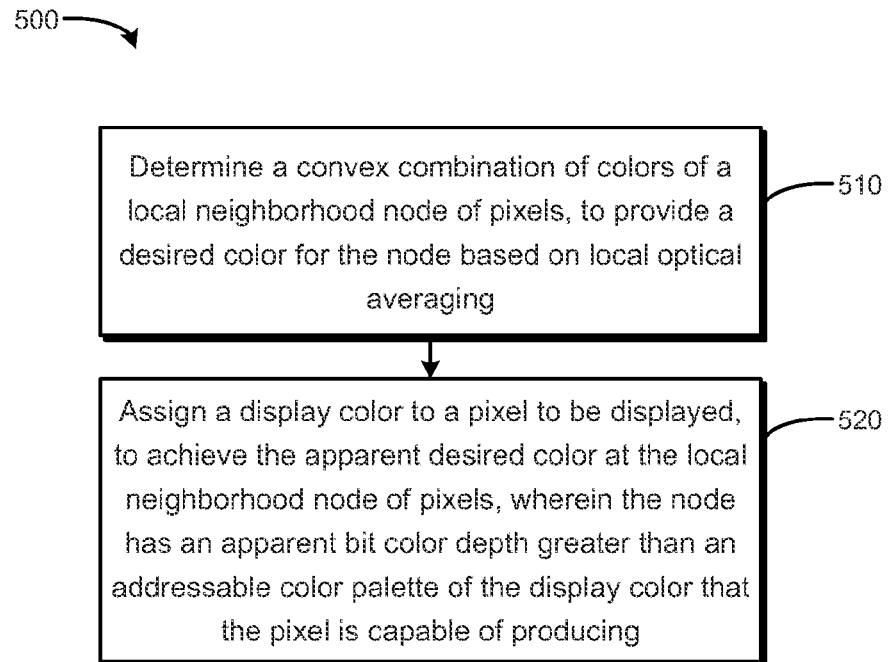 500
Determine a convex combination of colors of a
local neighborhood node of pixels, to provide a
desired color for the node based on local optical
averaging
510
Assign a display color to a pixel to be displayed,
to achieve the apparent desired color at the local
neighborhood node of pixels, wherein the node
has an apparent bit color depth greater than an
addressable color palette of the display color that
the pixel is capable of producing
520